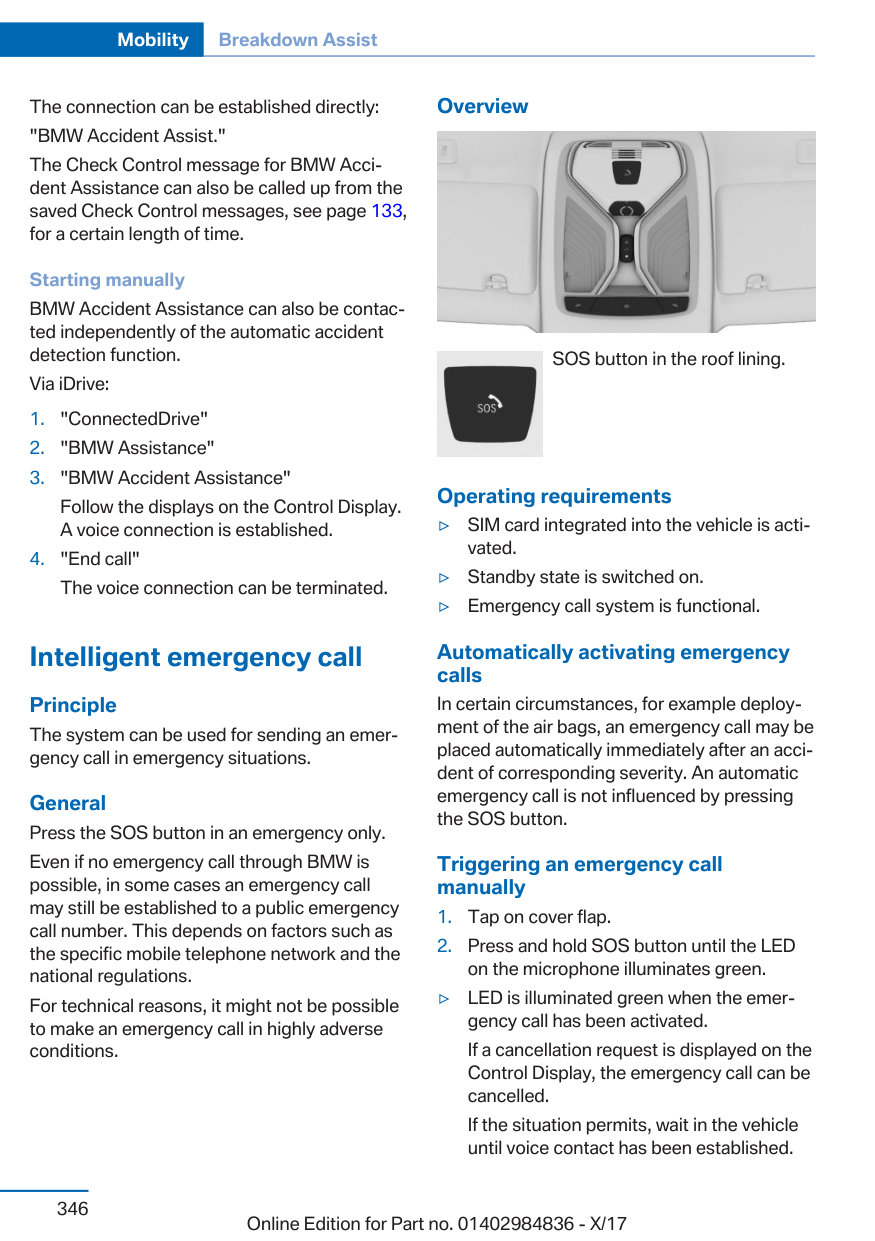 Mobility Breakdown Assist
The connection can be established directly:
"BMW Accident Assist."
The Check Control message for BMW Acci-
dent Assistance can also be called up from the
saved Check Control messages, see page 133,
for a certain length of time.
Starting manually
BMW Accident Assistance can also be contac-
ted independently of the automatic accident
detection function.
Via iDrive:
1. "ConnectedDrive"
2. "BMW Assistance"
3. "BMW Accident Assistance"
Follow the displays on the Control Display.
A voice connection is established.
4. "End call"
The voice connection can be terminated.
Intelligent emergency call
Principle
The system can be used for sending an emer-
gency call in emergency situations.
General
Press the SOS button in an emergency only.
Even if no emergency call through BMW is
possible, in some cases an emergency call
may still be established to a public emergency
call number. This depends on factors such as
the specific mobile telephone network and the
national regulations.
For technical reasons, it might not be possible
to make an emergency call in highly adverse
conditions.
Overview
SOS
SOS button in the roof lining.
Operating requirements
▷ SIM card integrated into the vehicle is acti-
vated.
▷ Standby state is switched on.
▷ Emergency call system is functional.
Automatically activating emergency
calls
In certain circumstances, for example deploy-
ment of the air bags, an emergency call may be
placed automatically immediately after an acci-
dent of corresponding severity. An automatic
emergency call is not influenced by pressing
the SOS button.
Triggering an emergency call
manually
1. Tap on cover flap.
2. Press and hold SOS button until the LED
on the microphone illuminates green.
▷ LED is illuminated green when the emer-
gency call has been activated.
If a cancellation request is displayed on the
Control Display, the emergency call can be
cancelled.
If the situation permits, wait in the vehicle
until voice contact has been established.
346
Online Edition for Part no. 01402984836 - X/17